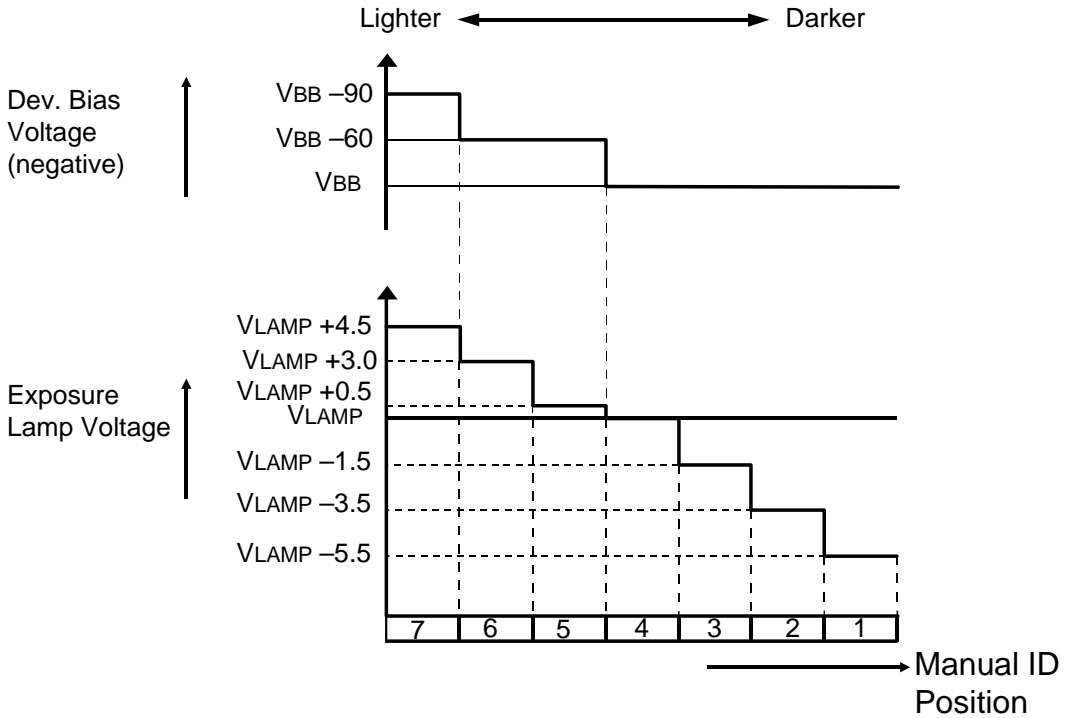 Lighter Darker
Dev. Bias
Voltage
(negative)
VBB –90
VBB –60
VBB
Exposure
Lamp Voltage
VLAMP +4.5
VLAMP +3.0
VLAMP +0.5
VLAMP
VLAMP –1.5
VLAMP –3.5
VLAMP –5.5
7 6 5 4 3 2 1
Manual ID
Position